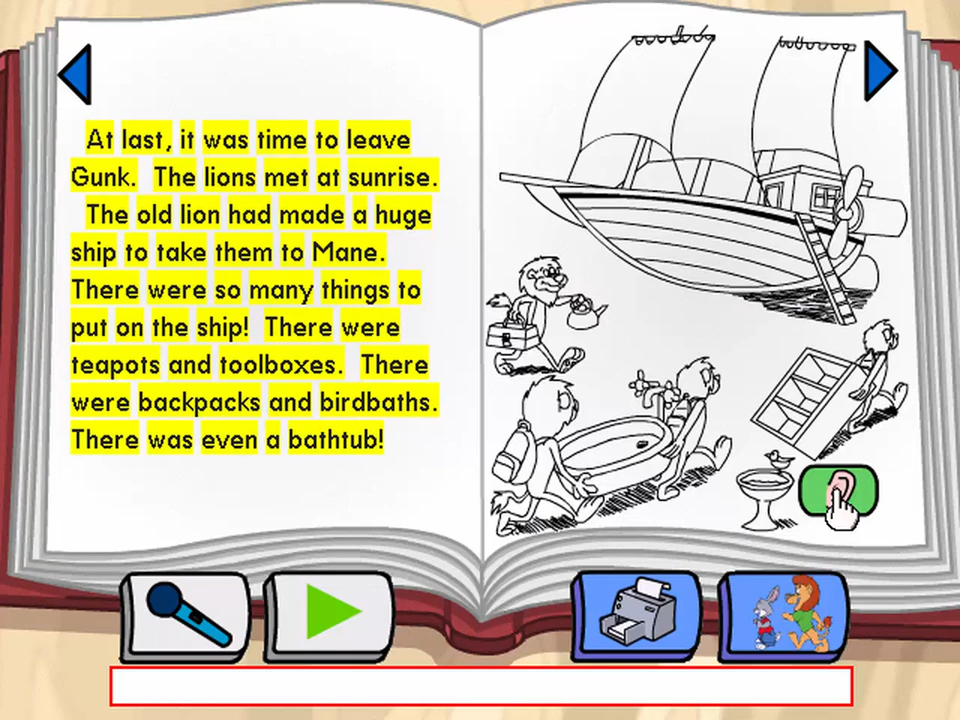 At last, it was time to leave
Gunk. The lions met at sunrise.
The old lion had made a huge
ship to take them to Mane.
There were so many things to
put on the ship! There were
teapots and toolboxes. There
were backpacks and birdbaths.
There was even a bathtub!